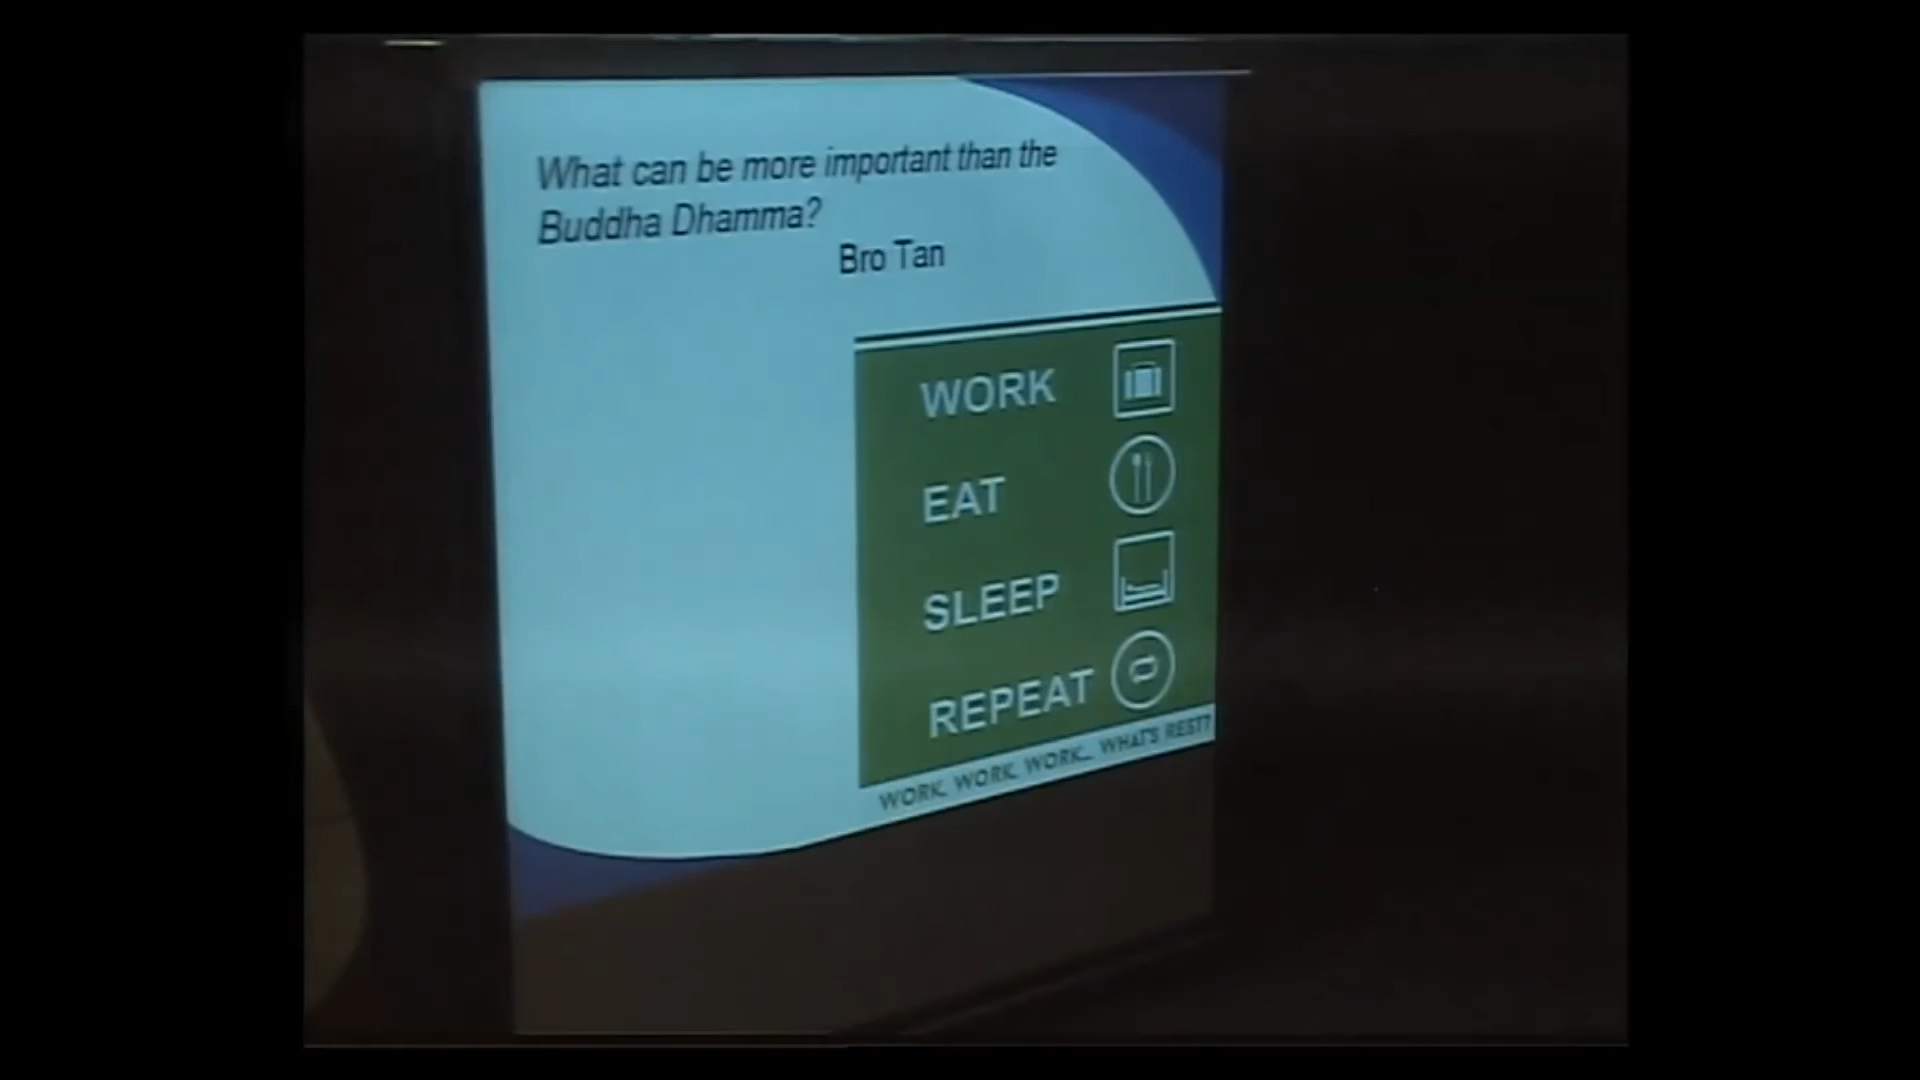 What can be more important than the
Buddha Dhamma?
Bro Tan
WORK
EAT
SLEEP
REPEAT
WORK, WORK, WORK... WHAT'S REST?